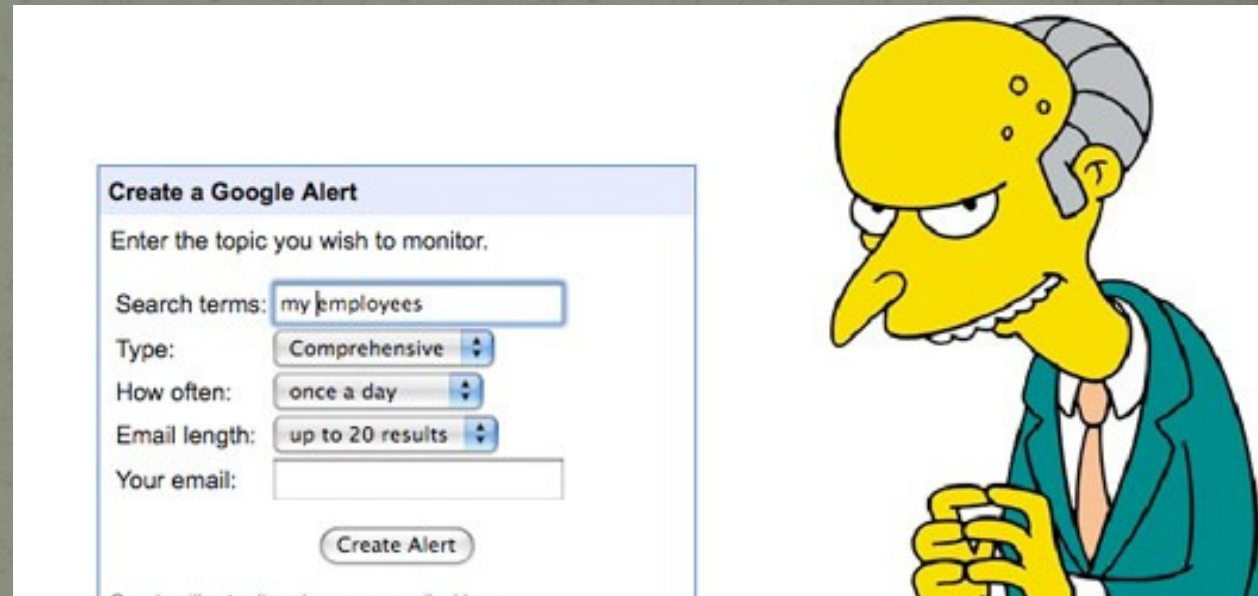 Create a Google Alert
Enter the topic you wish to monitor.
Search terms: my employees
Type: Comprehensive
How often: once a day
Email length: up to 20 results
Your email:
Create Alert